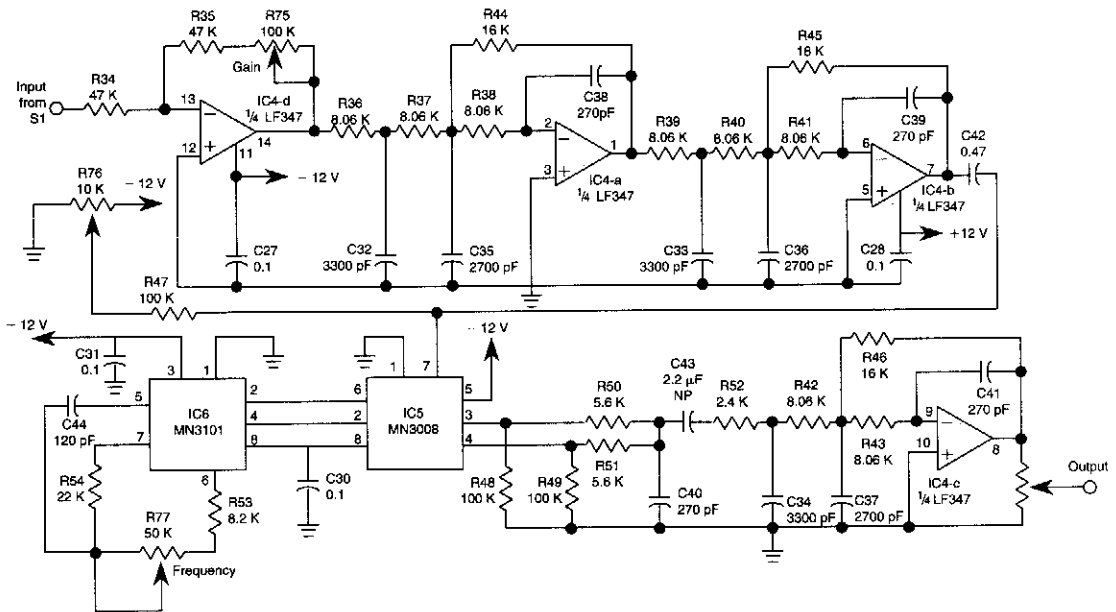 R35
47 K
R75
100 K
Gain
R34
47 K
Input
from
S1
13
12
IC4-d
¼ LF347
14
11
− 12 V
R36
8.06 K
R37
8.06 K
R44
16 K
R38
8.06 K
C38
270pF
2
3
1
IC4-a
¼ LF347
R39
8.06 K
R40
8.06 K
R45
16 K
R41
8.06 K
C39
270 pF
6
5
7
IC4-b
¼ LF347
C42
0.47
+12 V
R76
10 K
− 12 V
C27
0.1
C32
3300 pF
C35
2700 pF
C33
3300 pF
C36
2700 pF
C28
0.1
R47
100 K
− 12 V
C31
0.1
3
1
5
7
2
4
8
6
IC6
MN3101
C44
120 pF
R54
22 K
R77
50 K
Frequency
R53
8.2 K
C30
0.1
1
7
− 12 V
6
2
8
5
3
4
IC5
MN3008
R48
100 K
R49
100 K
R50
5.6 K
R51
5.6 K
C40
270 pF
C43
2.2 µF
NP
R52
2.4 K
R42
8.06 K
C34
3300 pF
C37
2700 pF
R46
16 K
R43
8.06 K
C41
270 pF
9
10
8
IC4-c
¼ LF347
Output